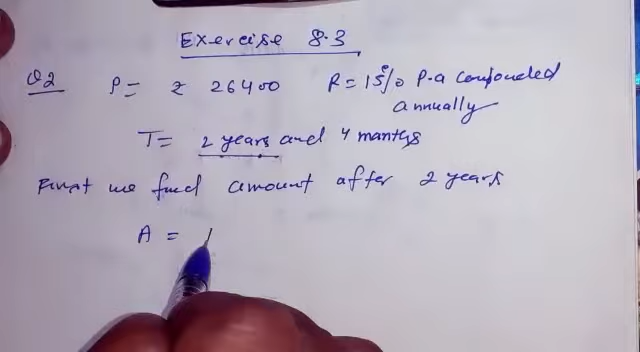 Exercise 8.3
Q2 P = ₹ 26400 R = 15% P.a compounded
annually
T = 2 years and 4 months
First we find amount after 2 years
A =